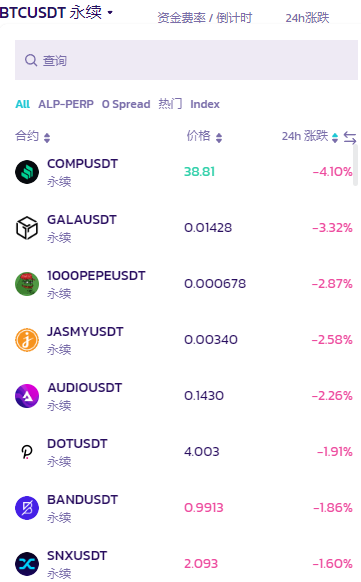 BTCUSDT 永续 资金费率 / 倒计时 24h涨跌
查询
All ALP-PERP 0 Spread 热门 Index
合约 价格 24h 涨跌
COMPUSDT 38.81 -4.10%
永续
GALAUSDT 0.01428 -3.32%
永续
1000PEPEUSDT 0.000678 -2.87%
永续
JASMYUSDT 0.00340 -2.58%
永续
AUDIOUSDT 0.1430 -2.26%
永续
DOTUSDT 4.003 -1.91%
永续
BANDUSDT 0.9913 -1.86%
永续
SNXUSDT 2.093 -1.60%
永续